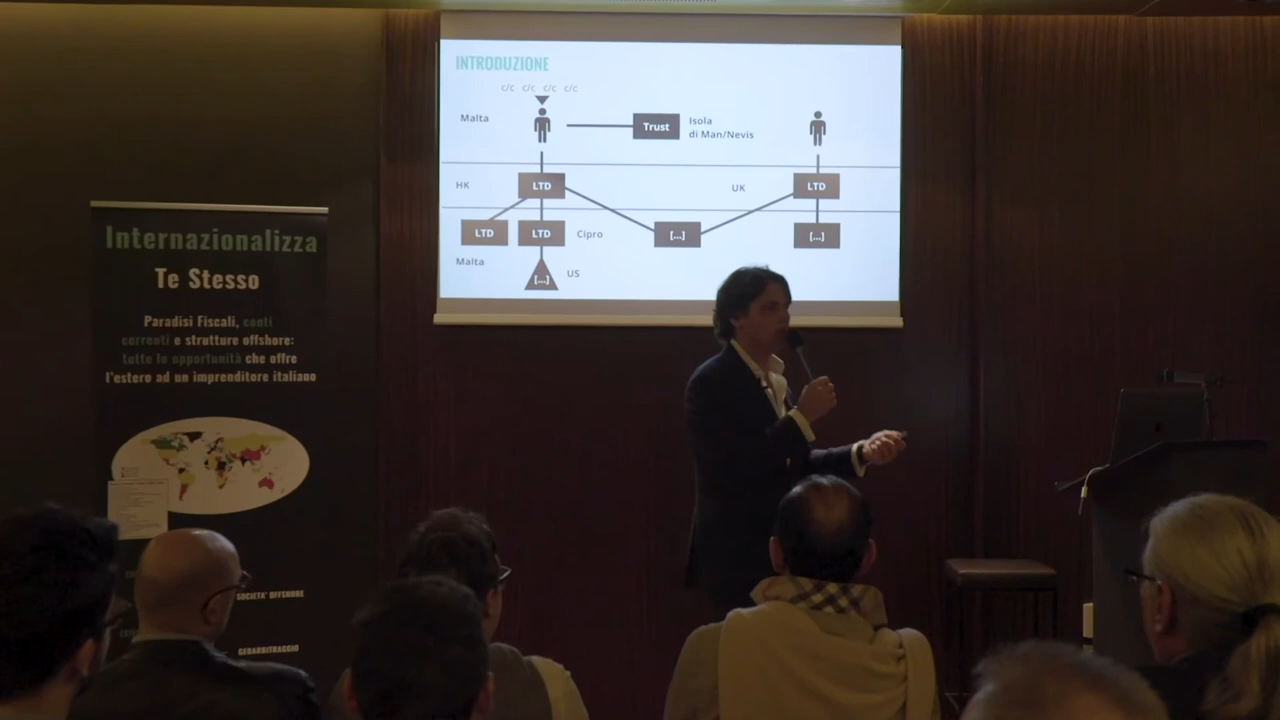 INTRODUZIONE
c/c c/c c/c c/c
Malta
Trust
Isola
di Man/Nevis
HK
LTD
UK
LTD
LTD
LTD
Cipro
[...]
[...]
Malta
[...]
US
Internazionalizza
Te Stesso
Paradisi Fiscali, conti
correnti e strutture offshore:
tutte le opportunità che offre
l'estero ad un imprenditore italiano
SOCIETA' OFFSHORE
GEOARBITRAGGIO